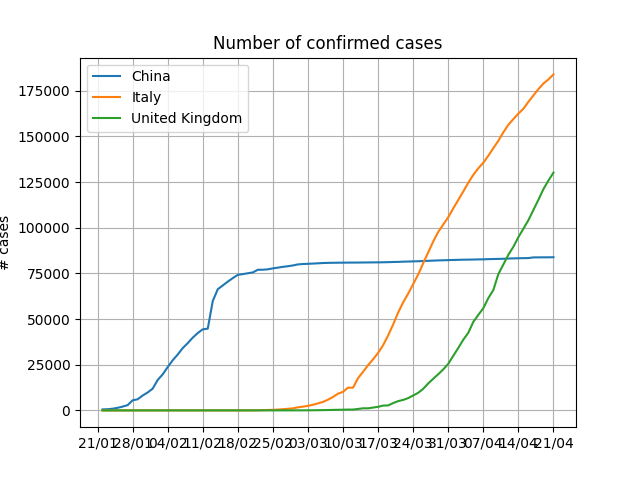 Number of confirmed cases
China
Italy
United Kingdom
# cases
175000
150000
125000
100000
75000
50000
25000
0
21/01 28/01 04/02 11/02 18/02 25/02 03/03 10/03 17/03 24/03 31/03 07/04 14/04 21/04